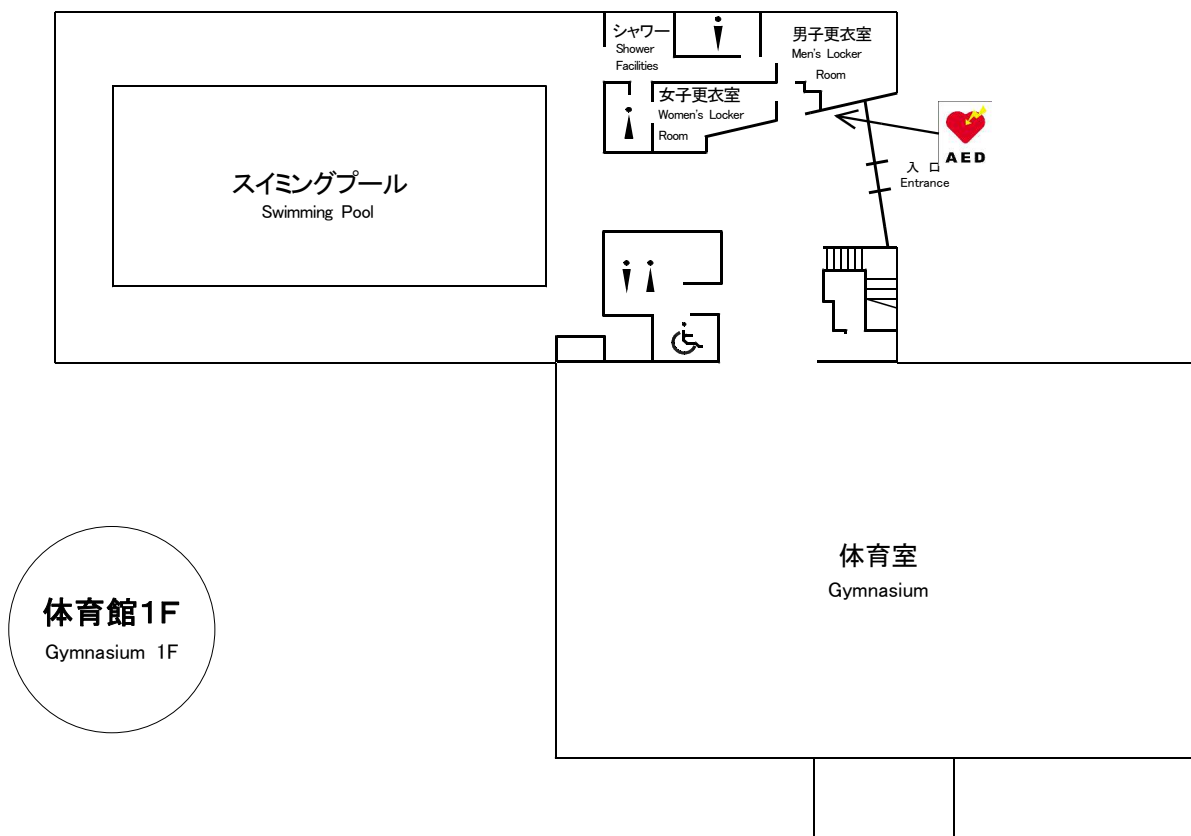 シャワー
Shower
Facilities
男子更衣室
Men's Locker
Room
女子更衣室
Women's Locker
Room
AED
入 口
Entrance
スイミングプール
Swimming Pool
体育室
Gymnasium
体育館1F
Gymnasium 1F